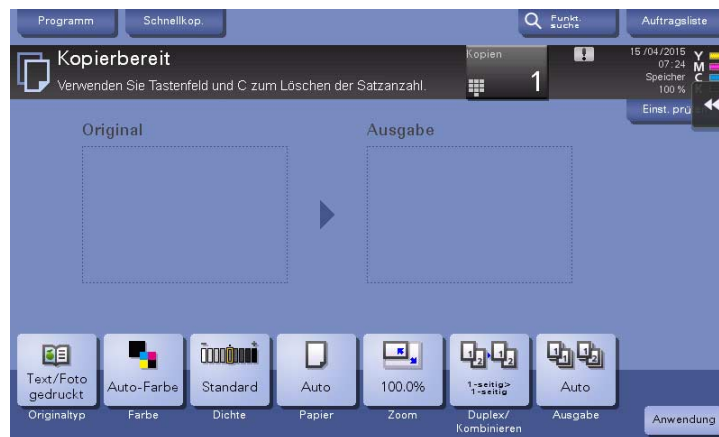 Programm
Schnellkop.
Funkt.
suche
Auftragsliste
Kopierbereit
Verwenden Sie Tastenfeld und C zum Löschen der Satzanzahl.
Kopien
1
15/04/2015
07:24
Speicher
100 %
Y
M
C
K
Einst. prü
Original
Ausgabe
Text/Foto
gedruckt
Auto-Farbe
Standard
Auto
100.0%
1-seitig>
1-seitig
Auto
Originaltyp
Farbe
Dichte
Papier
Zoom
Duplex/
Kombinieren
Ausgabe
Anwendung